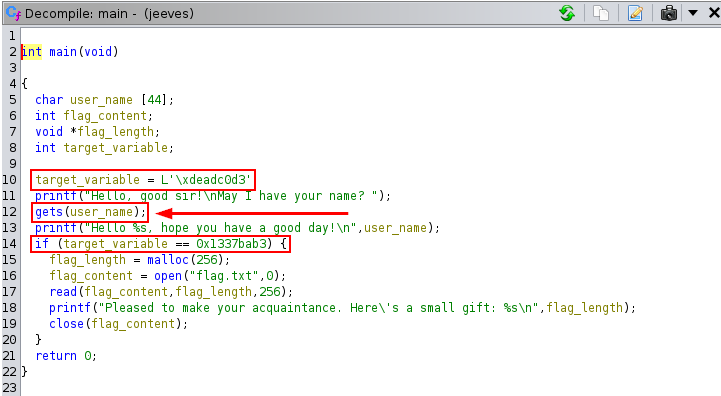 Decompile: main - (jeeves)
1
2 int main(void)
3
4 {
5 char user_name [44];
6 int flag_content;
7 void *flag_length;
8 int target_variable;
9
10 target_variable = L'\xdeadc0d3'
11 printf("Hello, good sir!\nMay I have your name? ");
12 gets(user_name);
13 printf("Hello %s, hope you have a good day!\n",user_name);
14 if (target_variable == 0x1337bab3) {
15 flag_length = malloc(256);
16 flag_content = open("flag.txt",0);
17 read(flag_content,flag_length,256);
18 printf("Pleased to make your acquaintance. Here\'s a small gift: %s\n",flag_length);
19 close(flag_content);
20 }
21 return 0;
22 }
23